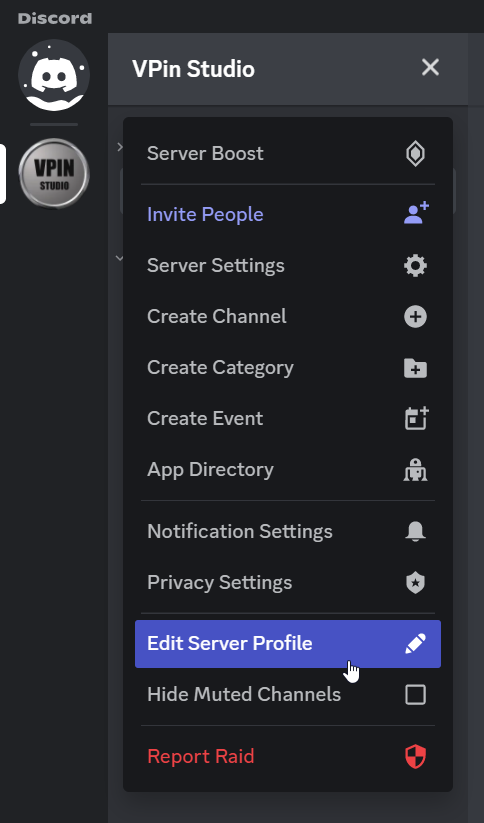 Discord
VPin Studio
VPIN
STUDIO
Server Boost
Invite People
Server Settings
Create Channel
Create Category
Create Event
App Directory
Notification Settings
Privacy Settings
Edit Server Profile
Hide Muted Channels
Report Raid